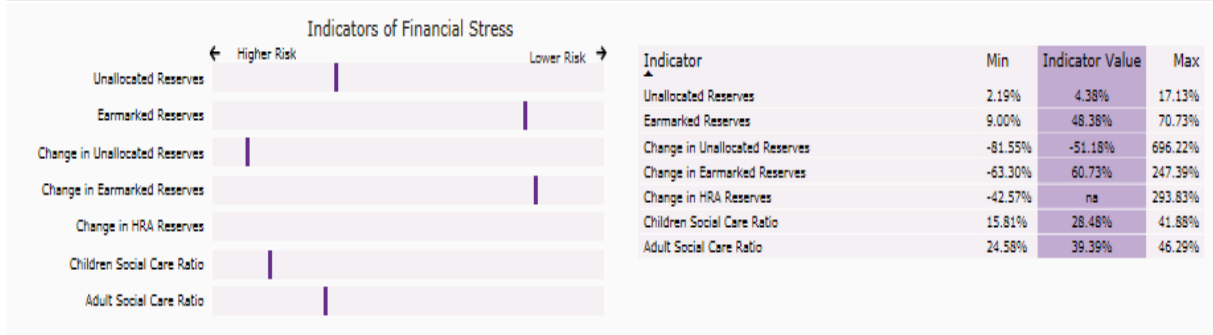 Indicators of Financial Stress
← Higher Risk Lower Risk →
Unallocated Reserves
Earmarked Reserves
Change in Unallocated Reserves
Change in Earmarked Reserves
Change in HRA Reserves
Children Social Care Ratio
Adult Social Care Ratio
Indicator Min Indicator Value Max
Unallocated Reserves 2.19% 4.38% 17.13%
Earmarked Reserves 9.00% 48.38% 70.73%
Change in Unallocated Reserves -81.55% -51.18% 696.22%
Change in Earmarked Reserves -63.30% 60.73% 247.39%
Change in HRA Reserves -42.57% na 293.83%
Children Social Care Ratio 15.81% 28.48% 41.88%
Adult Social Care Ratio 24.58% 39.39% 46.29%